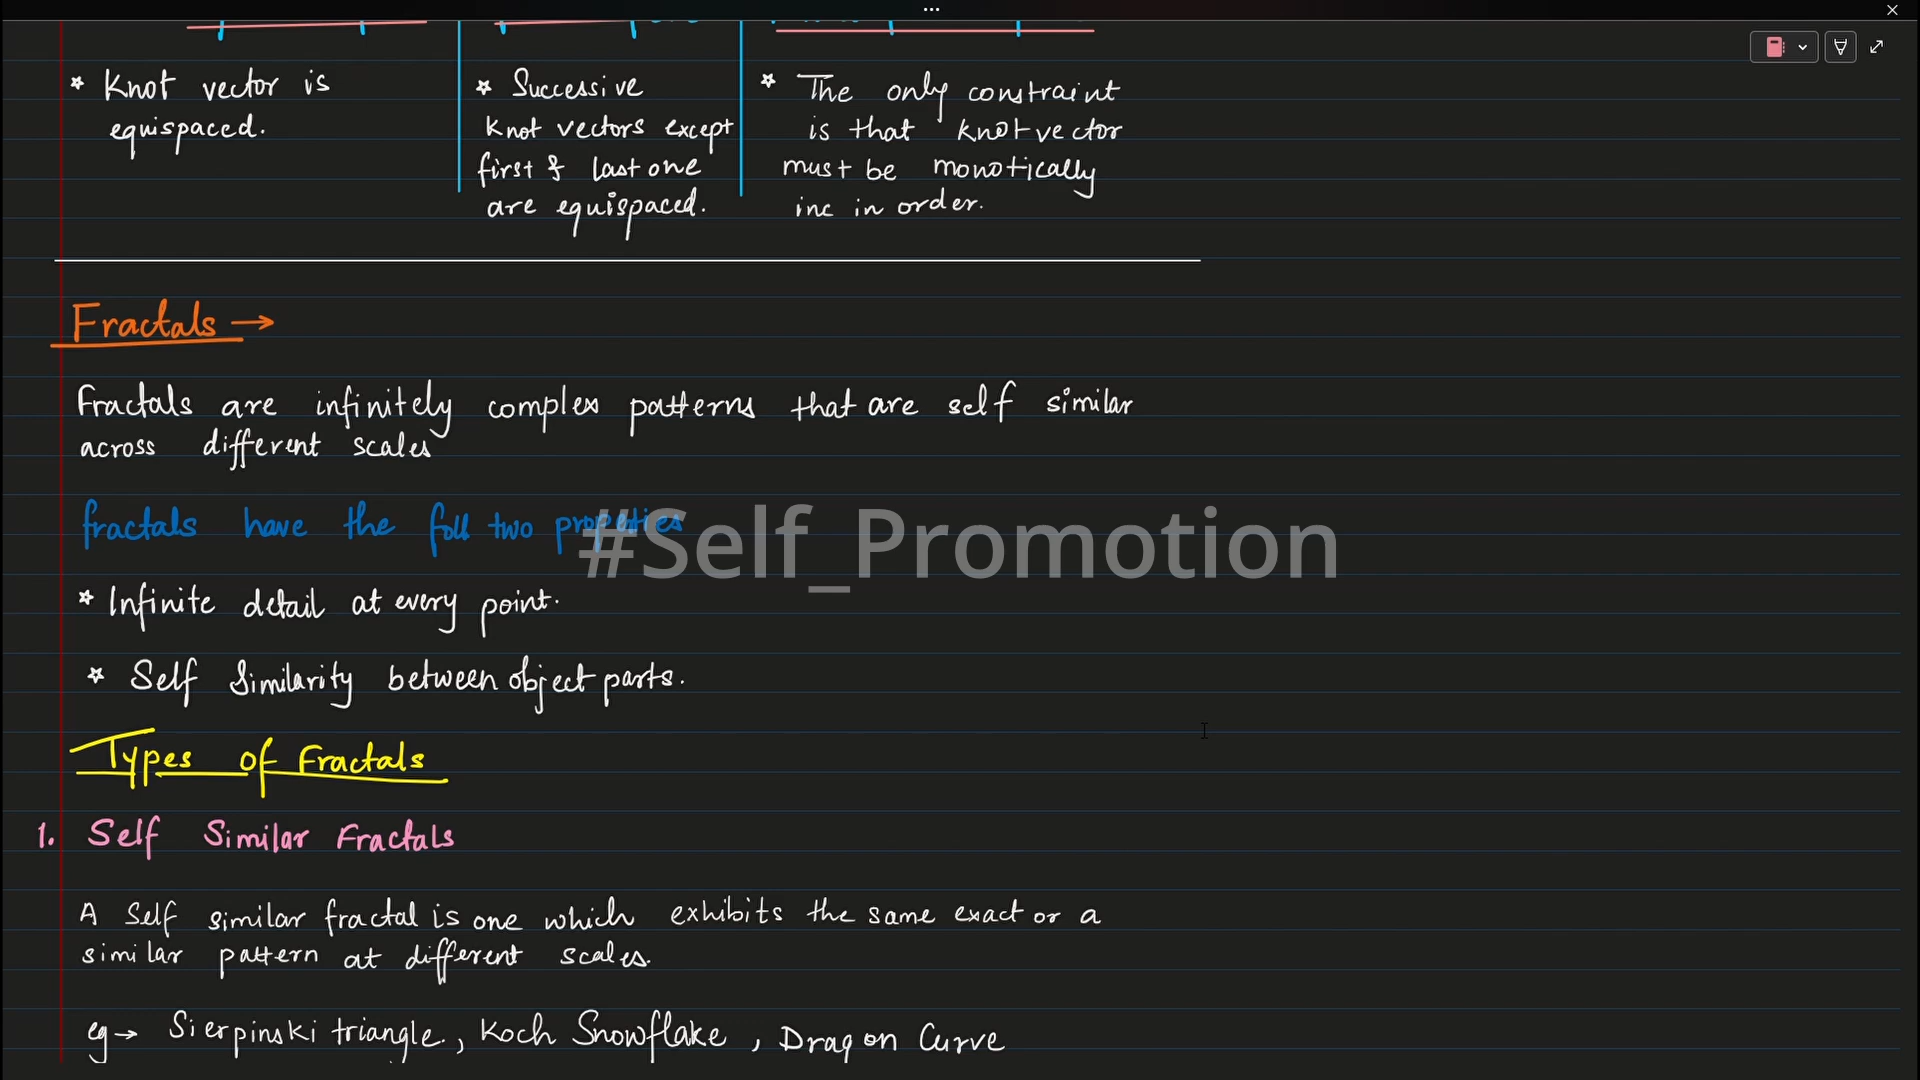 * Knot vector is
equispaced.
* Successive
Knot vectors except
first & last one
are equispaced.
* The only constraint
is that knot vector
must be monotically
inc in order.
Fractals →
Fractals are infinitely complex patterns that are self similar
across different scales
fractals have the foll two properties
#Self_Promotion
* Infinite detail at every point.
* Self Similarity between object parts.
Types of Fractals
1. Self Similar Fractals
A Self similar fractal is one which exhibits the same exact or a
similar pattern at different scales.
eg → Sierpinski triangle, Koch Snowflake, Dragon Curve